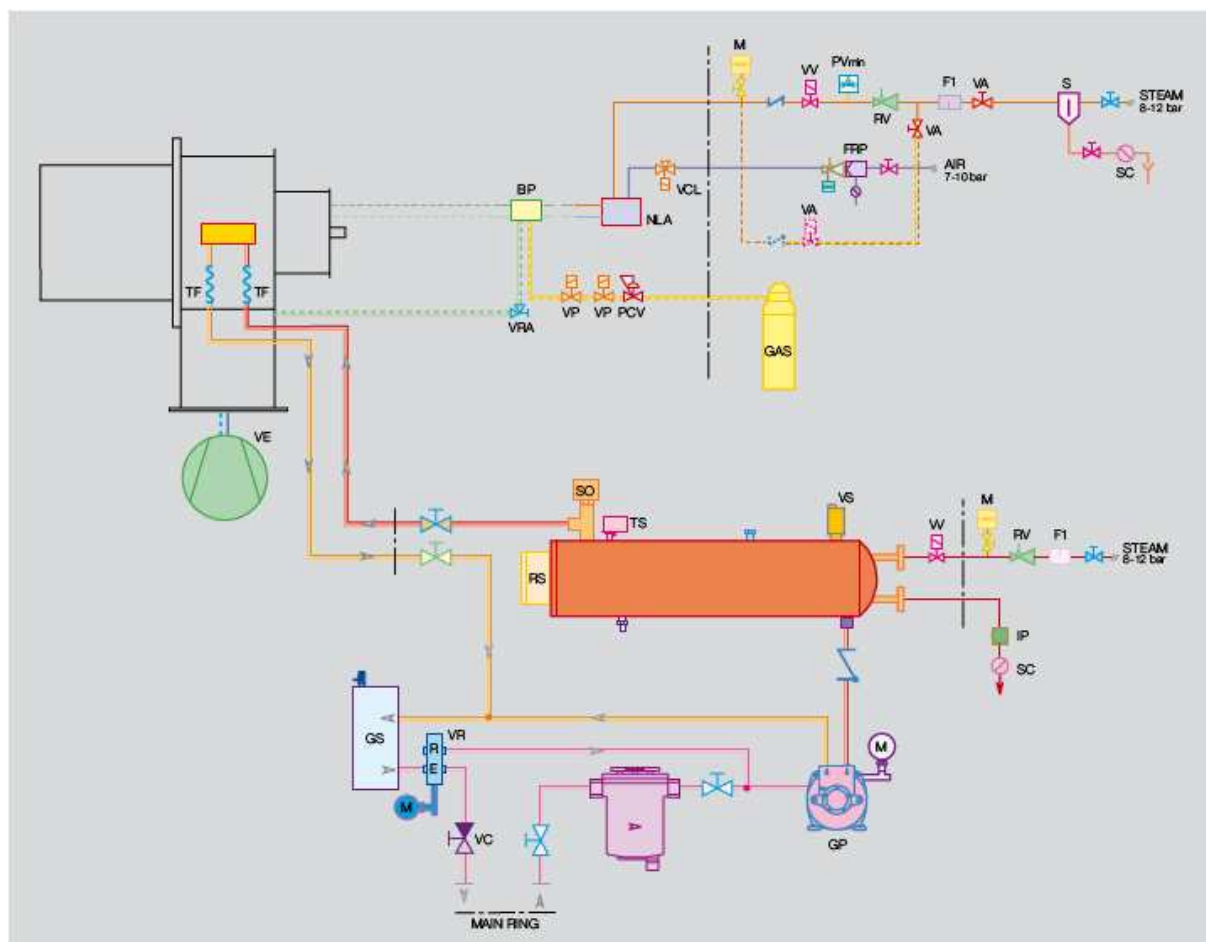 M
VV
PVmin
F1
VA
S
STEAM
8-12 bar
RV
VA
FRP
AIR
7-10bar
SC
BP
VCL
NLA
VA
TF
TF
VRA
VP
VP
PCV
GAS
VE
SO
TS
VS
VV
M
RV
F1
STEAM
8-12 bar
RS
IP
SC
GS
VR
R
E
M
M
VC
A
GP
MAIN RING